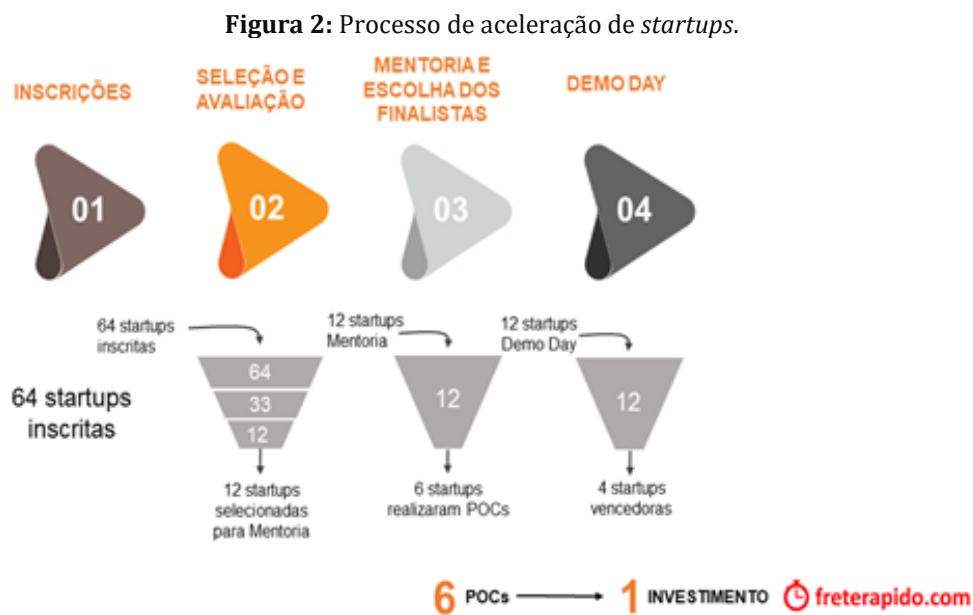 Figura 2: Processo de aceleração de startups.
INSCRIÇÕES
SELEÇÃO E
AVALIAÇÃO
MENTORIA E
ESCOLHA DOS
FINALISTAS
DEMO DAY
01
02
03
04
64 startups
inscritas
64 startups
inscritas
64
33
12
12 startups
selecionadas
para Mentoria
12 startups
Mentoria
12
6 startups
realizaram POCs
12 startups
Demo Day
12
4 startups
vencedoras
6 POCs 1 INVESTIMENTO freterapido.com